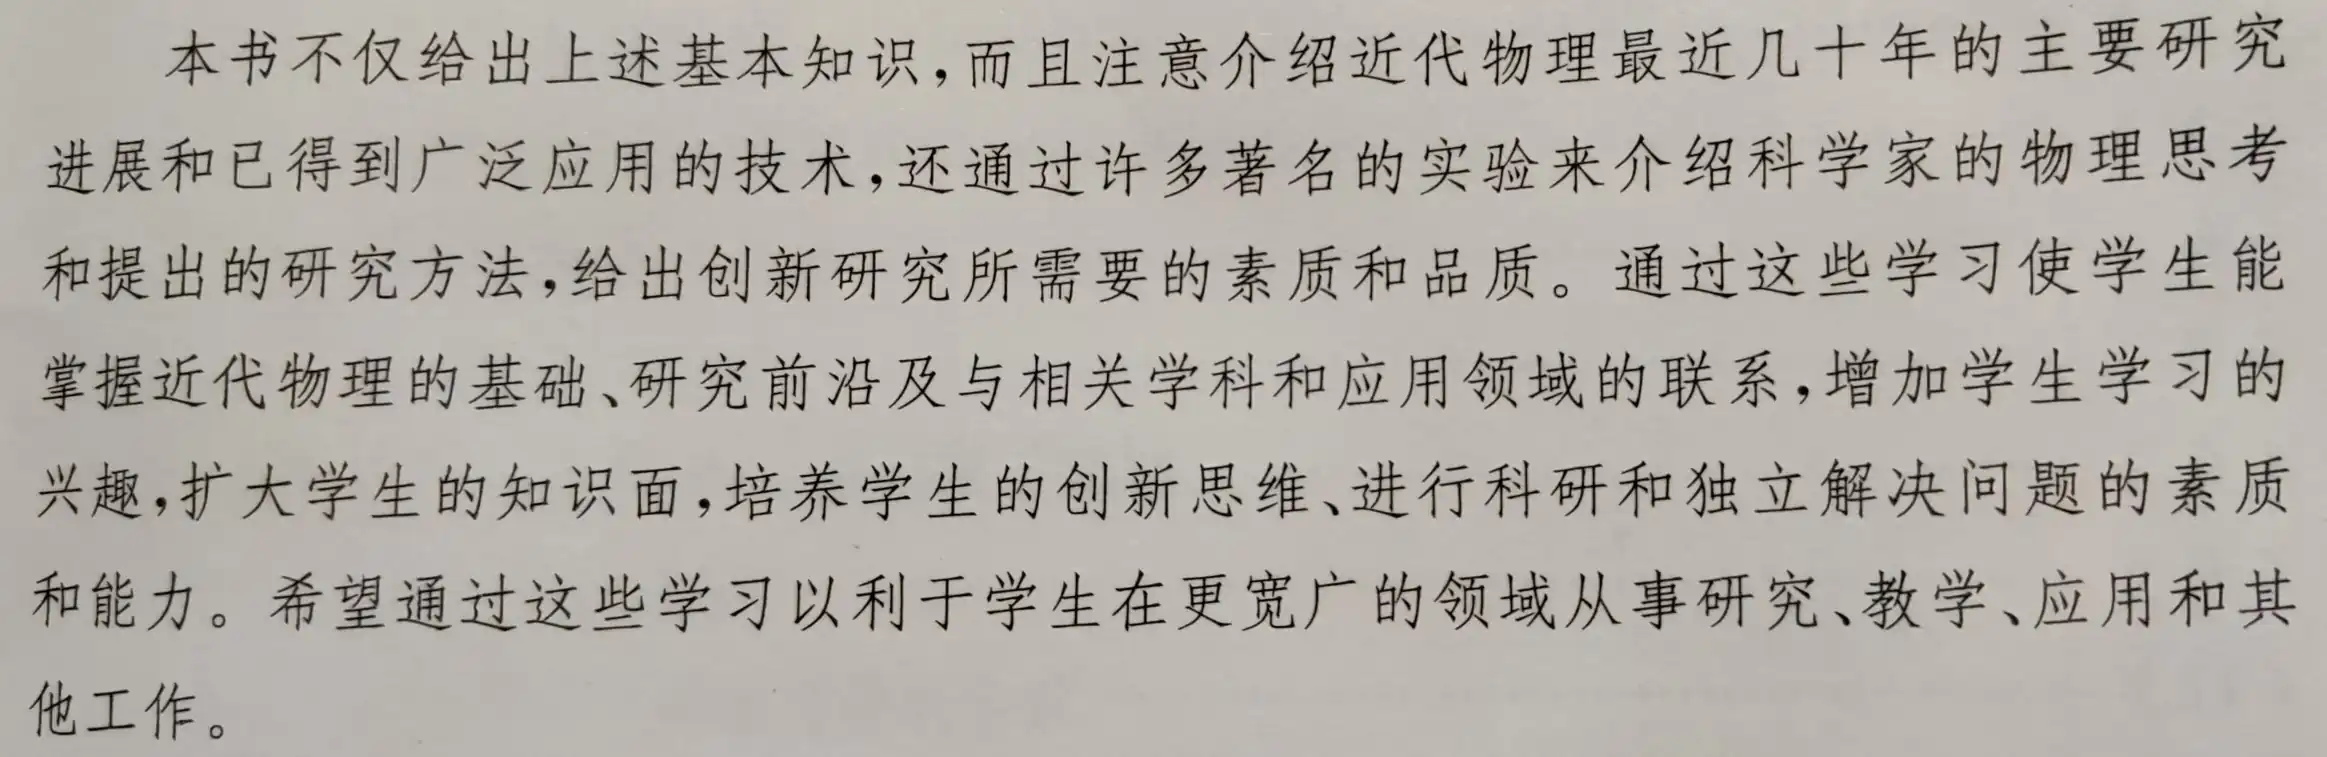 本书不仅给出上述基本知识,而且注意介绍近代物理最近几十年的主要研究
进展和已得到广泛应用的技术,还通过许多著名的实验来介绍科学家的物理思考
和提出的研究方法,给出创新研究所需要的素质和品质。通过这些学习使学生能
掌握近代物理的基础、研究前沿及与相关学科和应用领域的联系,增加学生学习的
兴趣,扩大学生的知识面,培养学生的创新思维、进行科研和独立解决问题的素质
和能力。希望通过这些学习以利于学生在更宽广的领域从事研究、教学、应用和其
他工作。